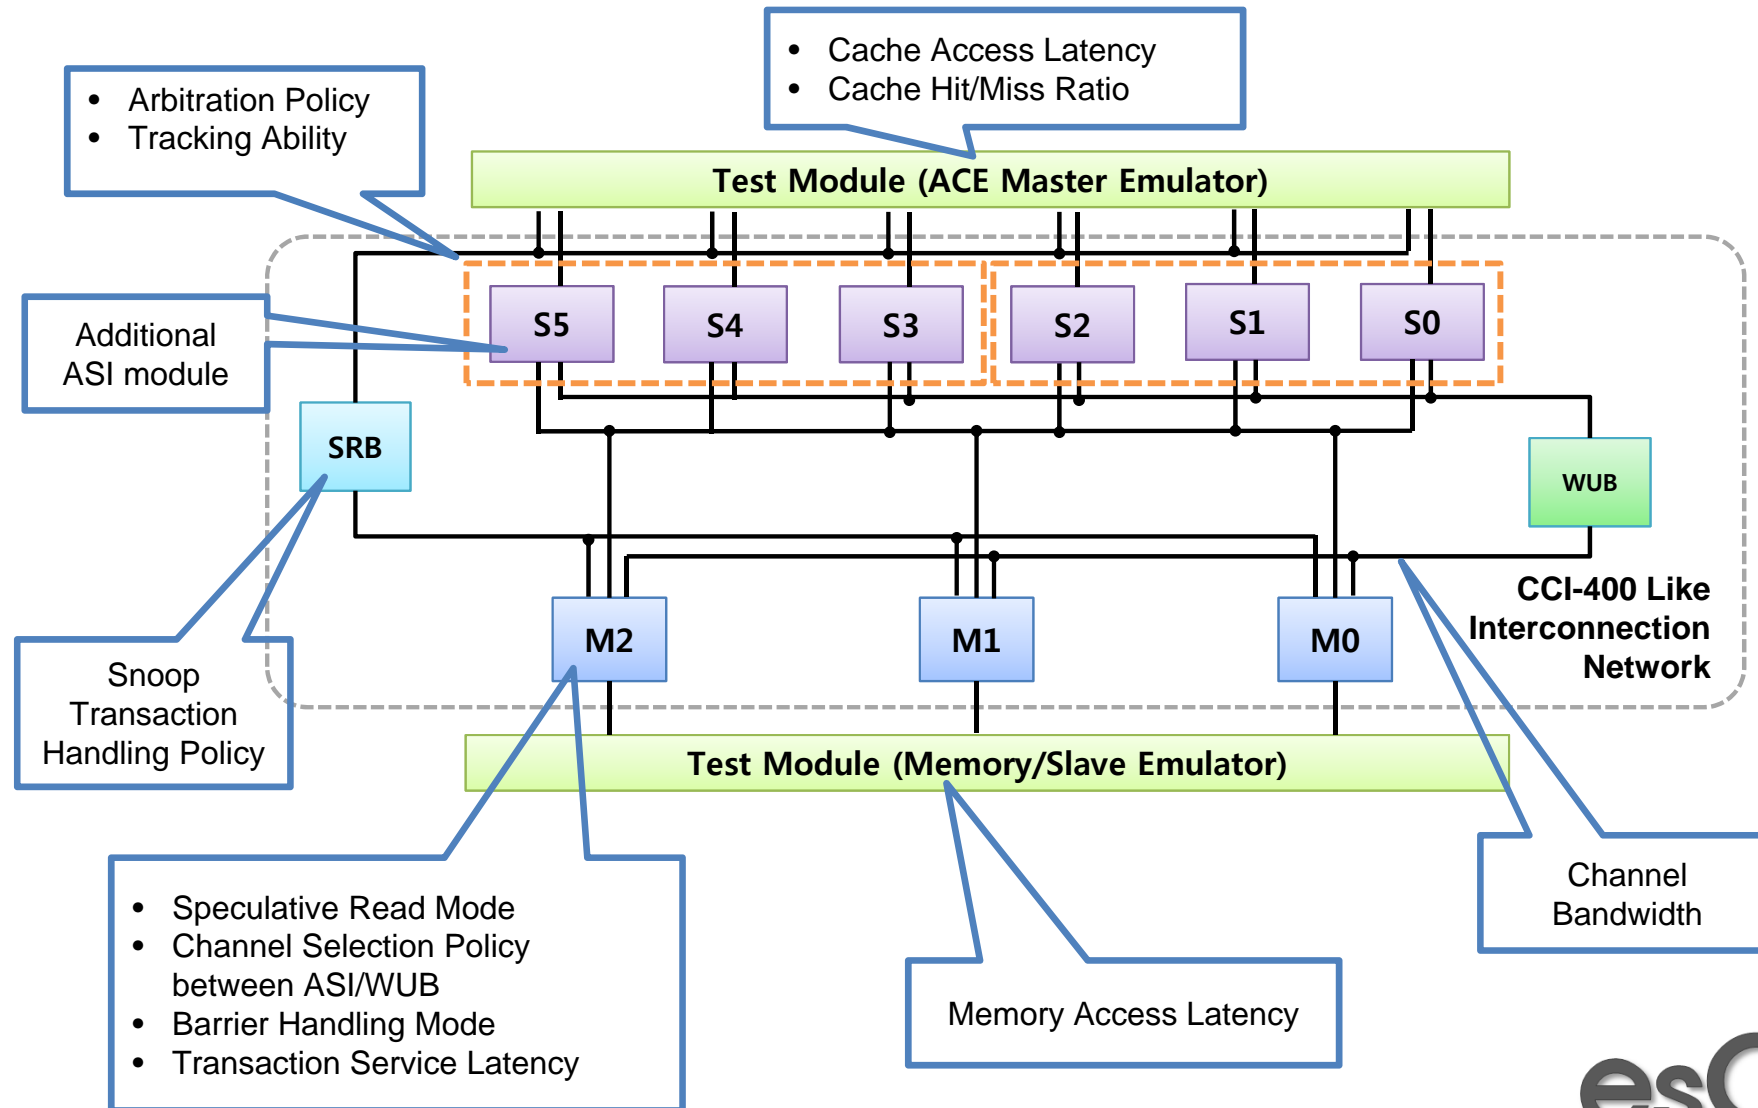 • Cache Access Latency
• Cache Hit/Miss Ratio
• Arbitration Policy
• Tracking Ability
Test Module (ACE Master Emulator)
Additional
ASI module
S5
S4
S3
S2
S1
S0
SRB
WUB
CCI-400 Like
Interconnection
Network
M2
M1
M0
Snoop
Transaction
Handling Policy
Test Module (Memory/Slave Emulator)
• Speculative Read Mode
• Channel Selection Policy
between ASI/WUB
• Barrier Handling Mode
• Transaction Service Latency
Memory Access Latency
Channel
Bandwidth